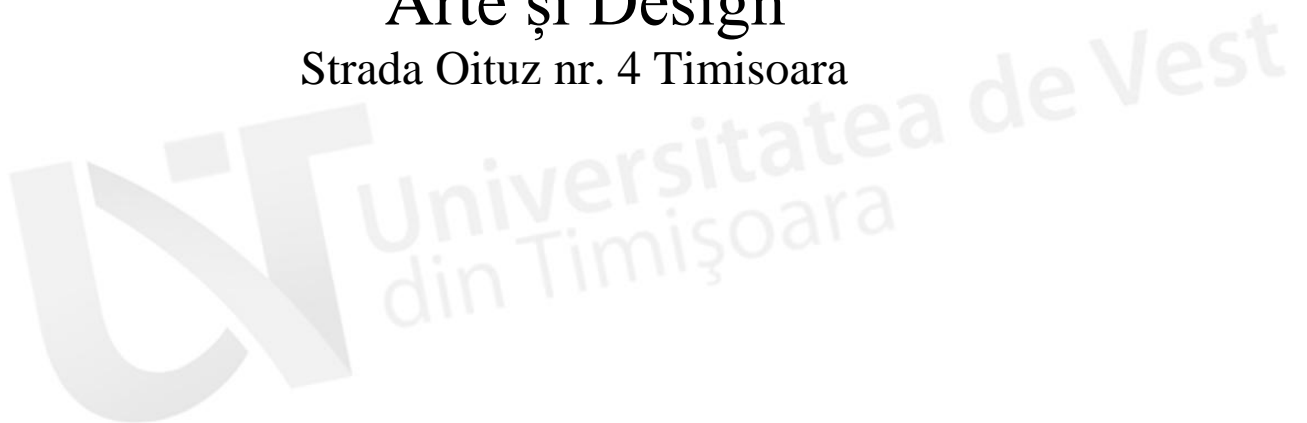 Arte și Design
Strada Oituz nr. 4 Timisoara
Universitatea de Vest
din Timişoara